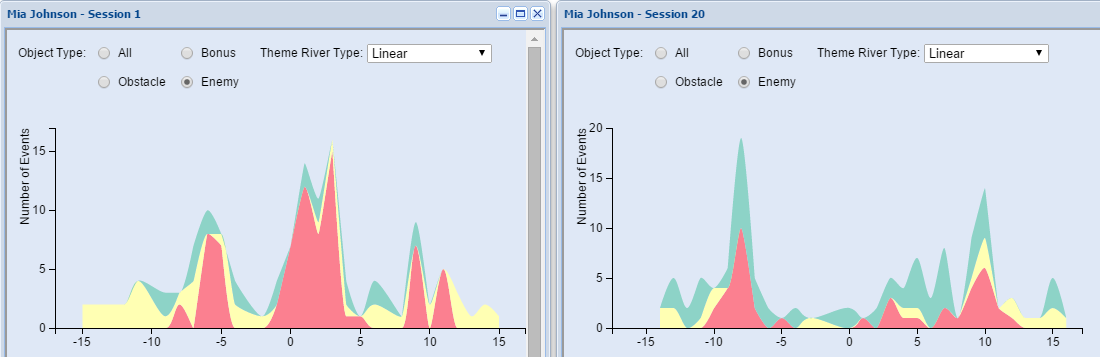 Mia Johnson - Session 1
Object Type: All Bonus Theme River Type: Linear
Obstacle Enemy
Number of Events
15
10
5
0
-15 -10 -5 0 5 10 15
Mia Johnson - Session 20
Object Type: All Bonus Theme River Type: Linear
Obstacle Enemy
Number of Events
20
15
10
5
0
-15 -10 -5 0 5 10 15